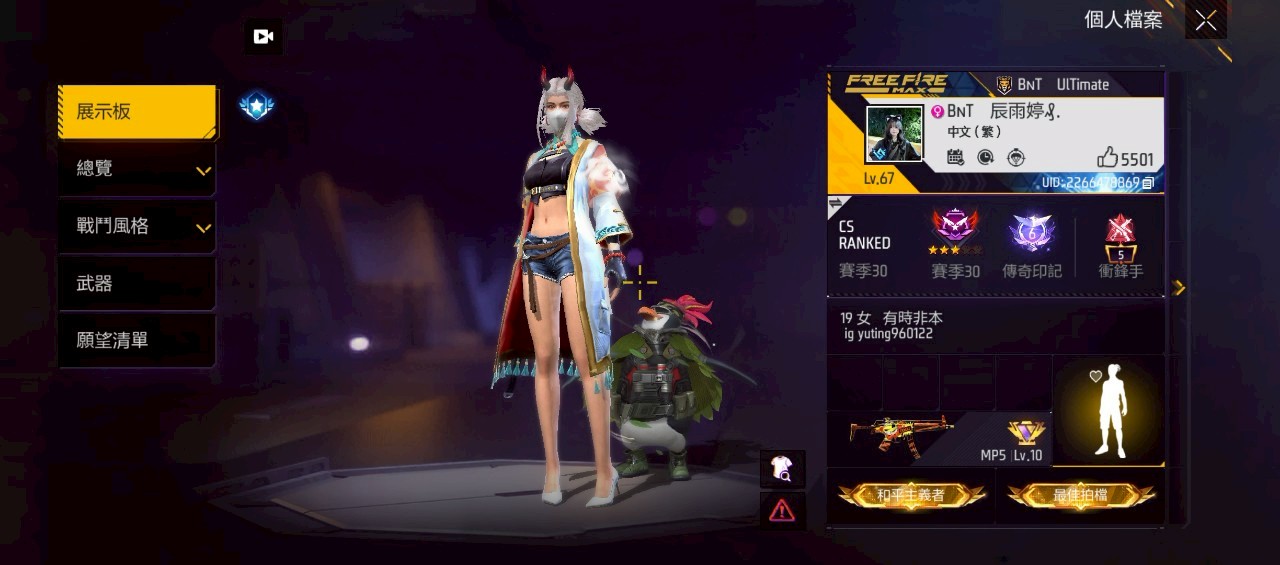 個人檔案
展示板
總覽
戰鬥風格
武器
願望清單
FREE FIRE
MAX
BNT UlTimate
BNT 辰雨婷
中文(繁)
5501
Lv.67
UID:2266478869
CS
RANKED
賽季30
賽季30
6
傳奇印記
5
衝鋒手
19 女 有時非本
ig yuting960122
MP5 Lv.10
和平主義者
最佳拍檔